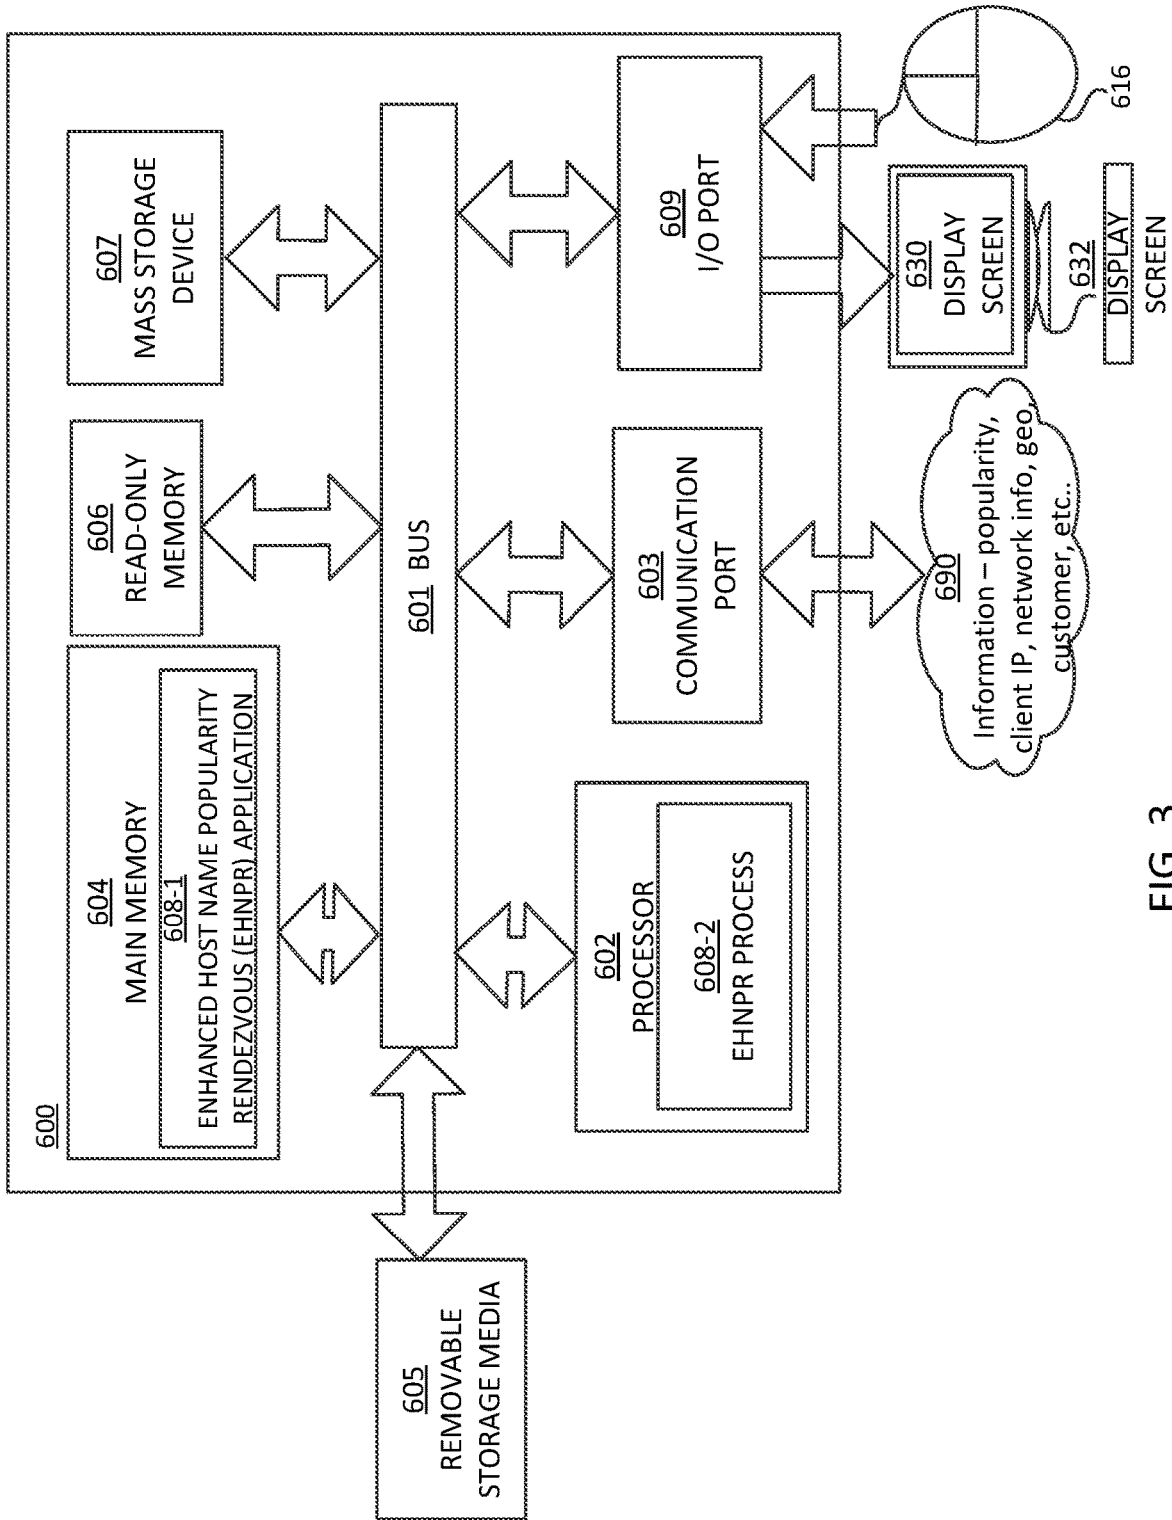 600
604
MAIN MEMORY
608-1
ENHANCED HOST NAME POPULARITY
RENDEZVOUS (EHNPR) APPLICATION
606
READ-ONLY
MEMORY
607
MASS STORAGE
DEVICE
605
REMOVABLE
STORAGE MEDIA
601 BUS
602
PROCESSOR
608-2
EHNPR PROCESS
603
COMMUNICATION
PORT
609
I/O PORT
690
Information – popularity,
client IP, network info, geo,
customer, etc..
630
DISPLAY
SCREEN
632
DISPLAY
SCREEN
616
FIG. 3